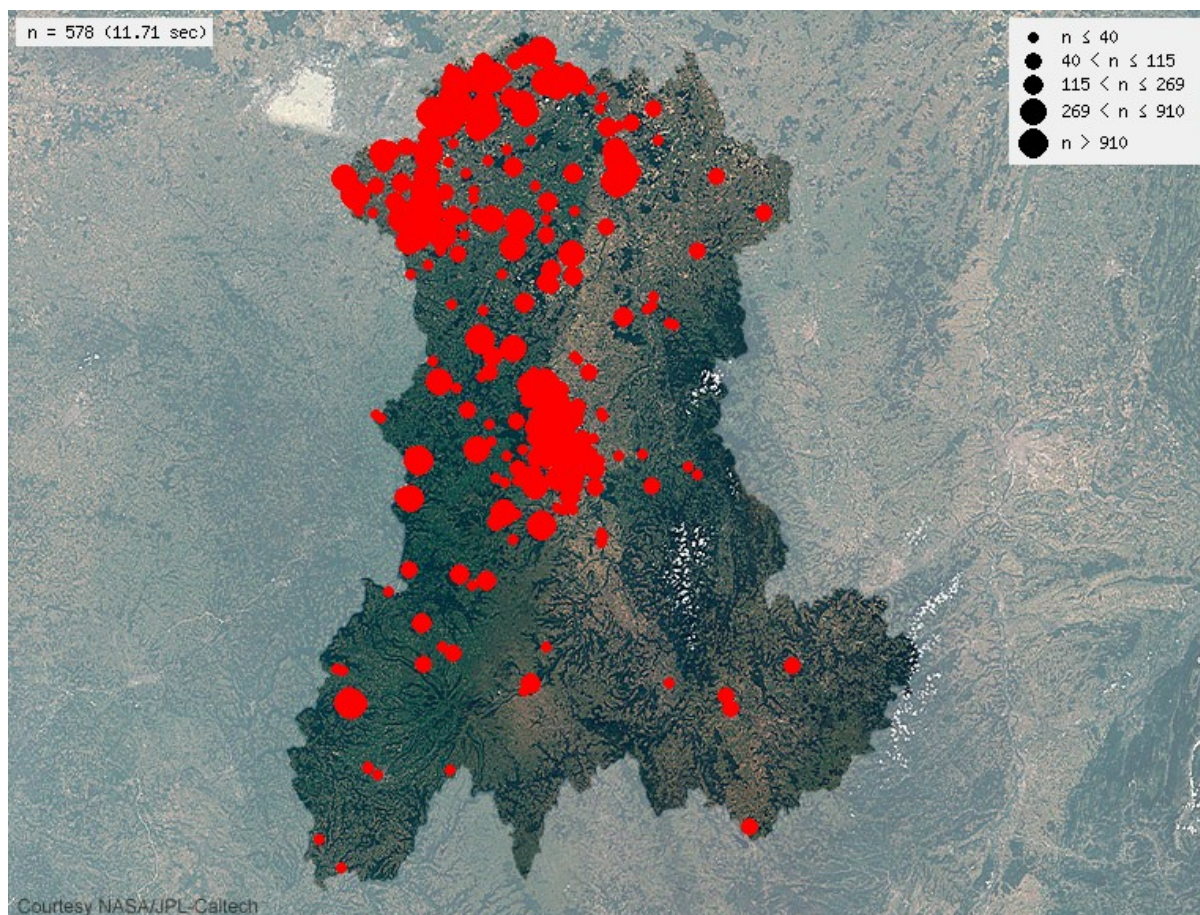 n = 578 (11.71 sec)
n ≤ 40
40 < n ≤ 115
115 < n ≤ 269
269 < n ≤ 910
n > 910
Courtesy NASA/JPL-Caltech